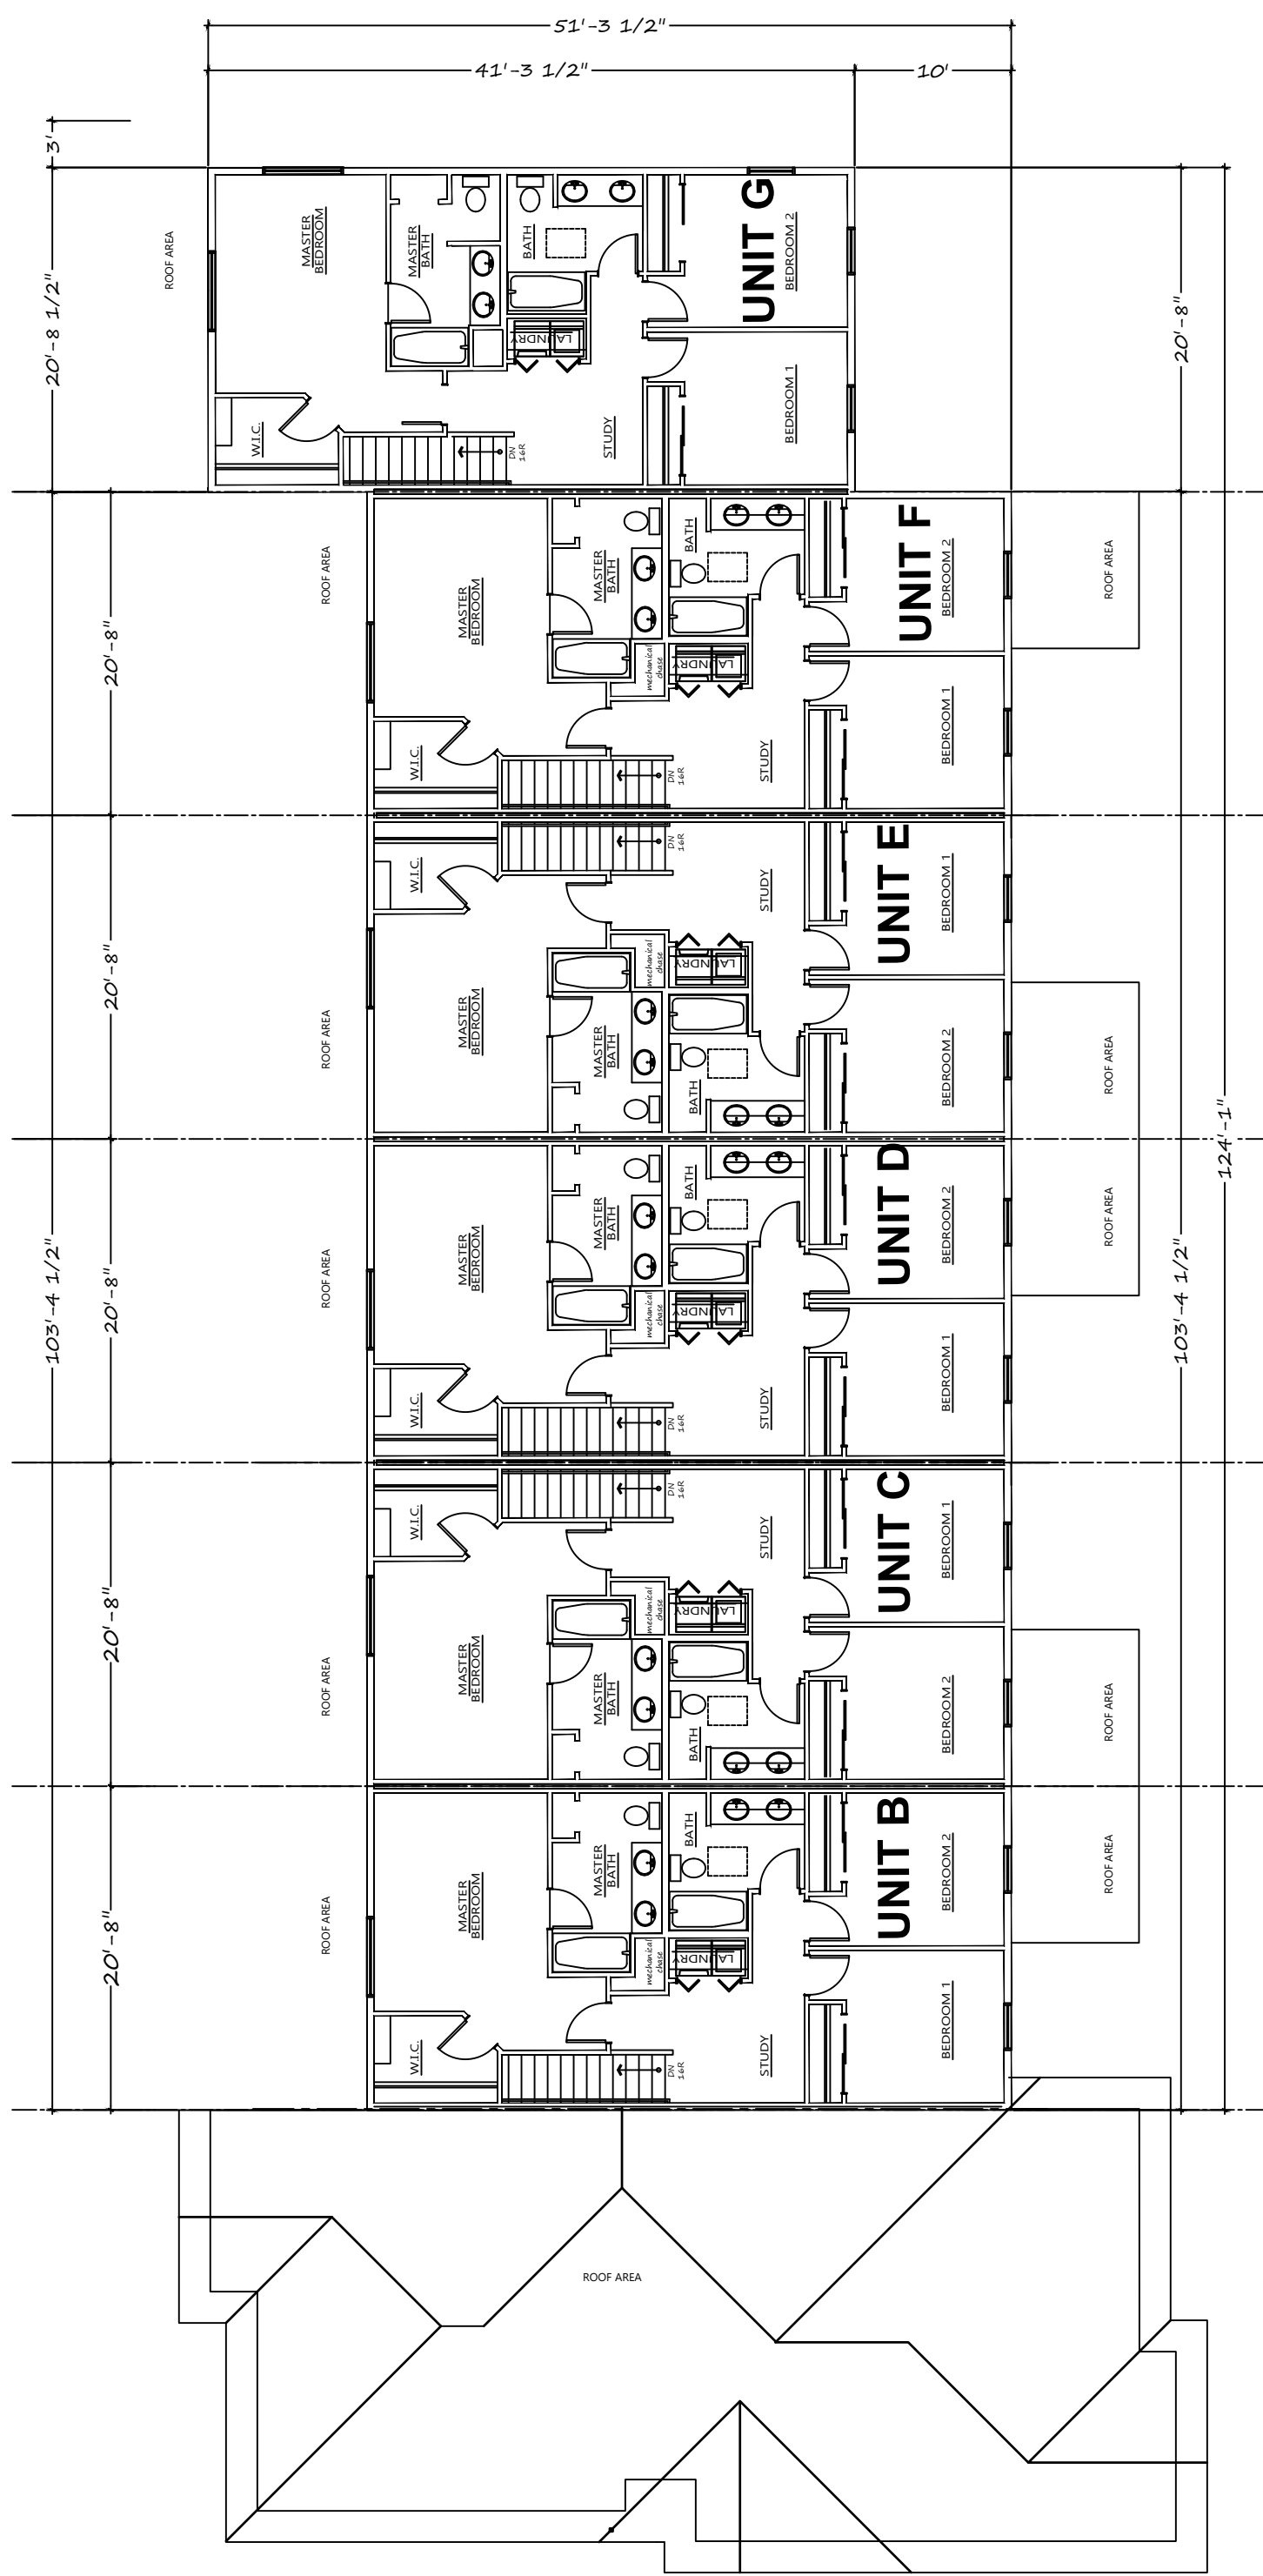 51'-3 1/2"
41'-3 1/2"
10'
3'
20'-8 1/2"
20'-8"
ROOF AREA
MASTER
BEDROOM
MASTER
BATH
BATH
UNIT G
BEDROOM 2
LAUNDRY
W.I.C.
DN
16R
STUDY
BEDROOM 1
20'-8"
ROOF AREA
MASTER
BEDROOM
MASTER
BATH
BATH
UNIT F
BEDROOM 2
ROOF AREA
mechanical
chase
LAUNDRY
W.I.C.
DN
16R
STUDY
BEDROOM 1
20'-8"
W.I.C.
DN
16R
STUDY
UNIT E
BEDROOM 1
mechanical
chase
LAUNDRY
ROOF AREA
MASTER
BEDROOM
MASTER
BATH
BATH
BEDROOM 2
ROOF AREA
124'-1"
103'-4 1/2"
103'-4 1/2"
20'-8"
ROOF AREA
MASTER
BEDROOM
MASTER
BATH
BATH
UNIT D
BEDROOM 2
ROOF AREA
mechanical
chase
LAUNDRY
W.I.C.
DN
16R
STUDY
BEDROOM 1
20'-8"
W.I.C.
DN
16R
STUDY
UNIT C
BEDROOM 1
mechanical
chase
LAUNDRY
ROOF AREA
MASTER
BEDROOM
MASTER
BATH
BATH
BEDROOM 2
ROOF AREA
20'-8"
ROOF AREA
MASTER
BEDROOM
MASTER
BATH
BATH
UNIT B
BEDROOM 2
ROOF AREA
mechanical
chase
LAUNDRY
W.I.C.
DN
16R
STUDY
BEDROOM 1
ROOF AREA